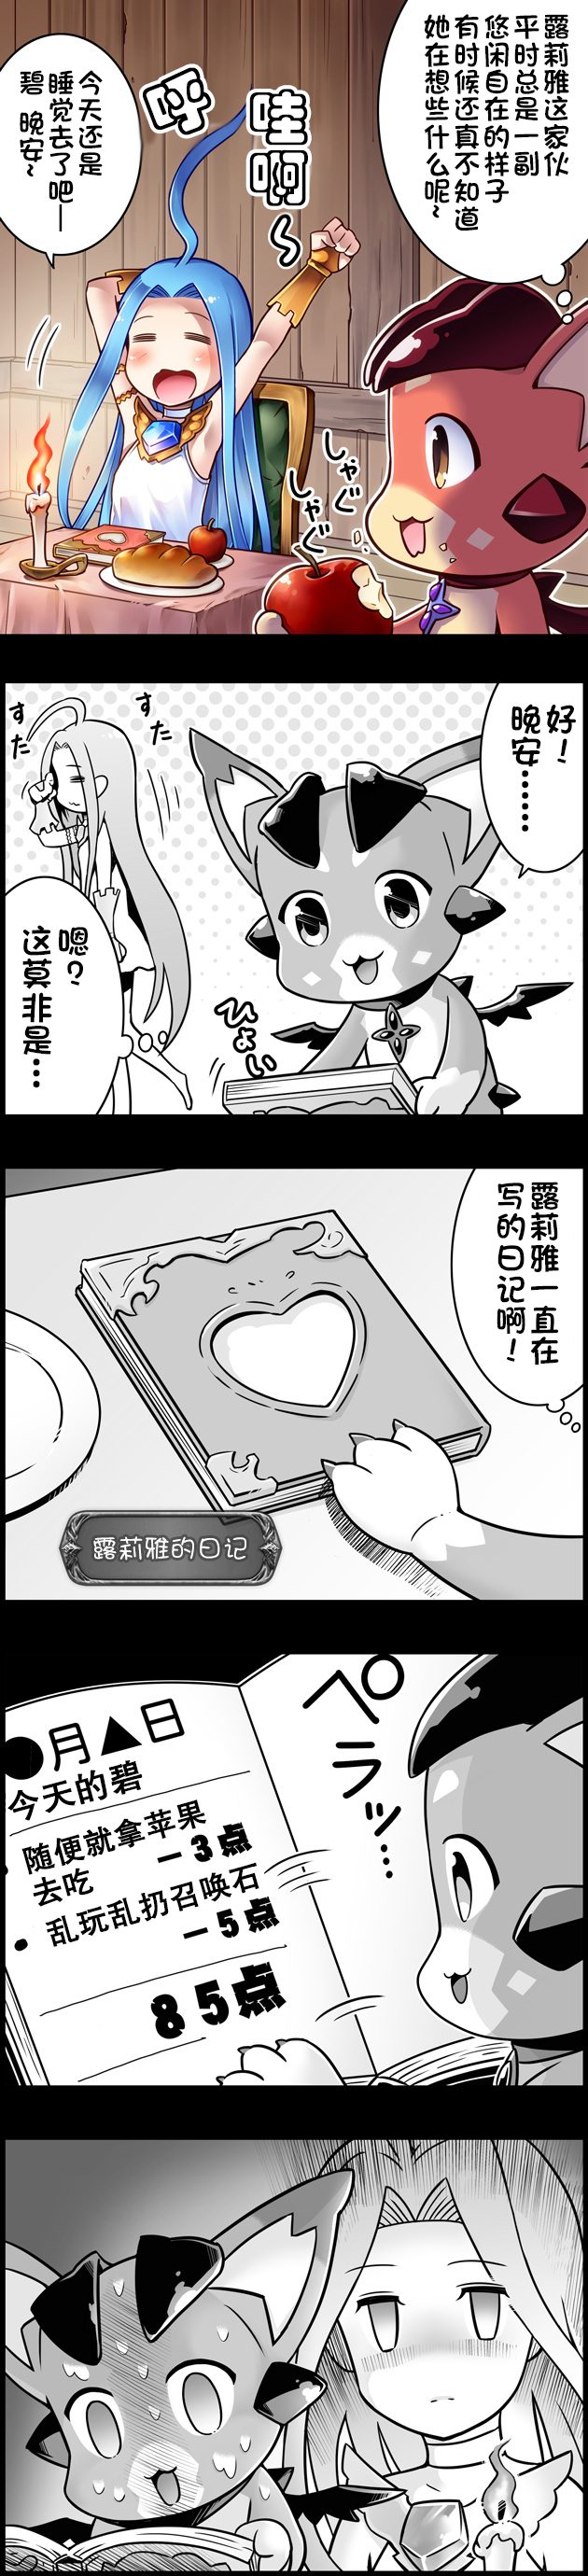 露莉雅这家伙
平时总是一副
悠闲自在的样子
有时候还真不知道
她在想些什么呢~
哇啊~
呼
今天还是
睡觉去了吧—
碧 晚安~
しゃぐ
しゃぐ
好！
晚安……
すた
すた
嗯？
这莫非是…
ひょい
露莉雅一直在
写的日记啊！
露莉雅的日记
ペラッ…
●月▲日
今天的碧
随便就拿苹果
去吃 －3点
• 乱玩乱扔召唤石
－5点
85点